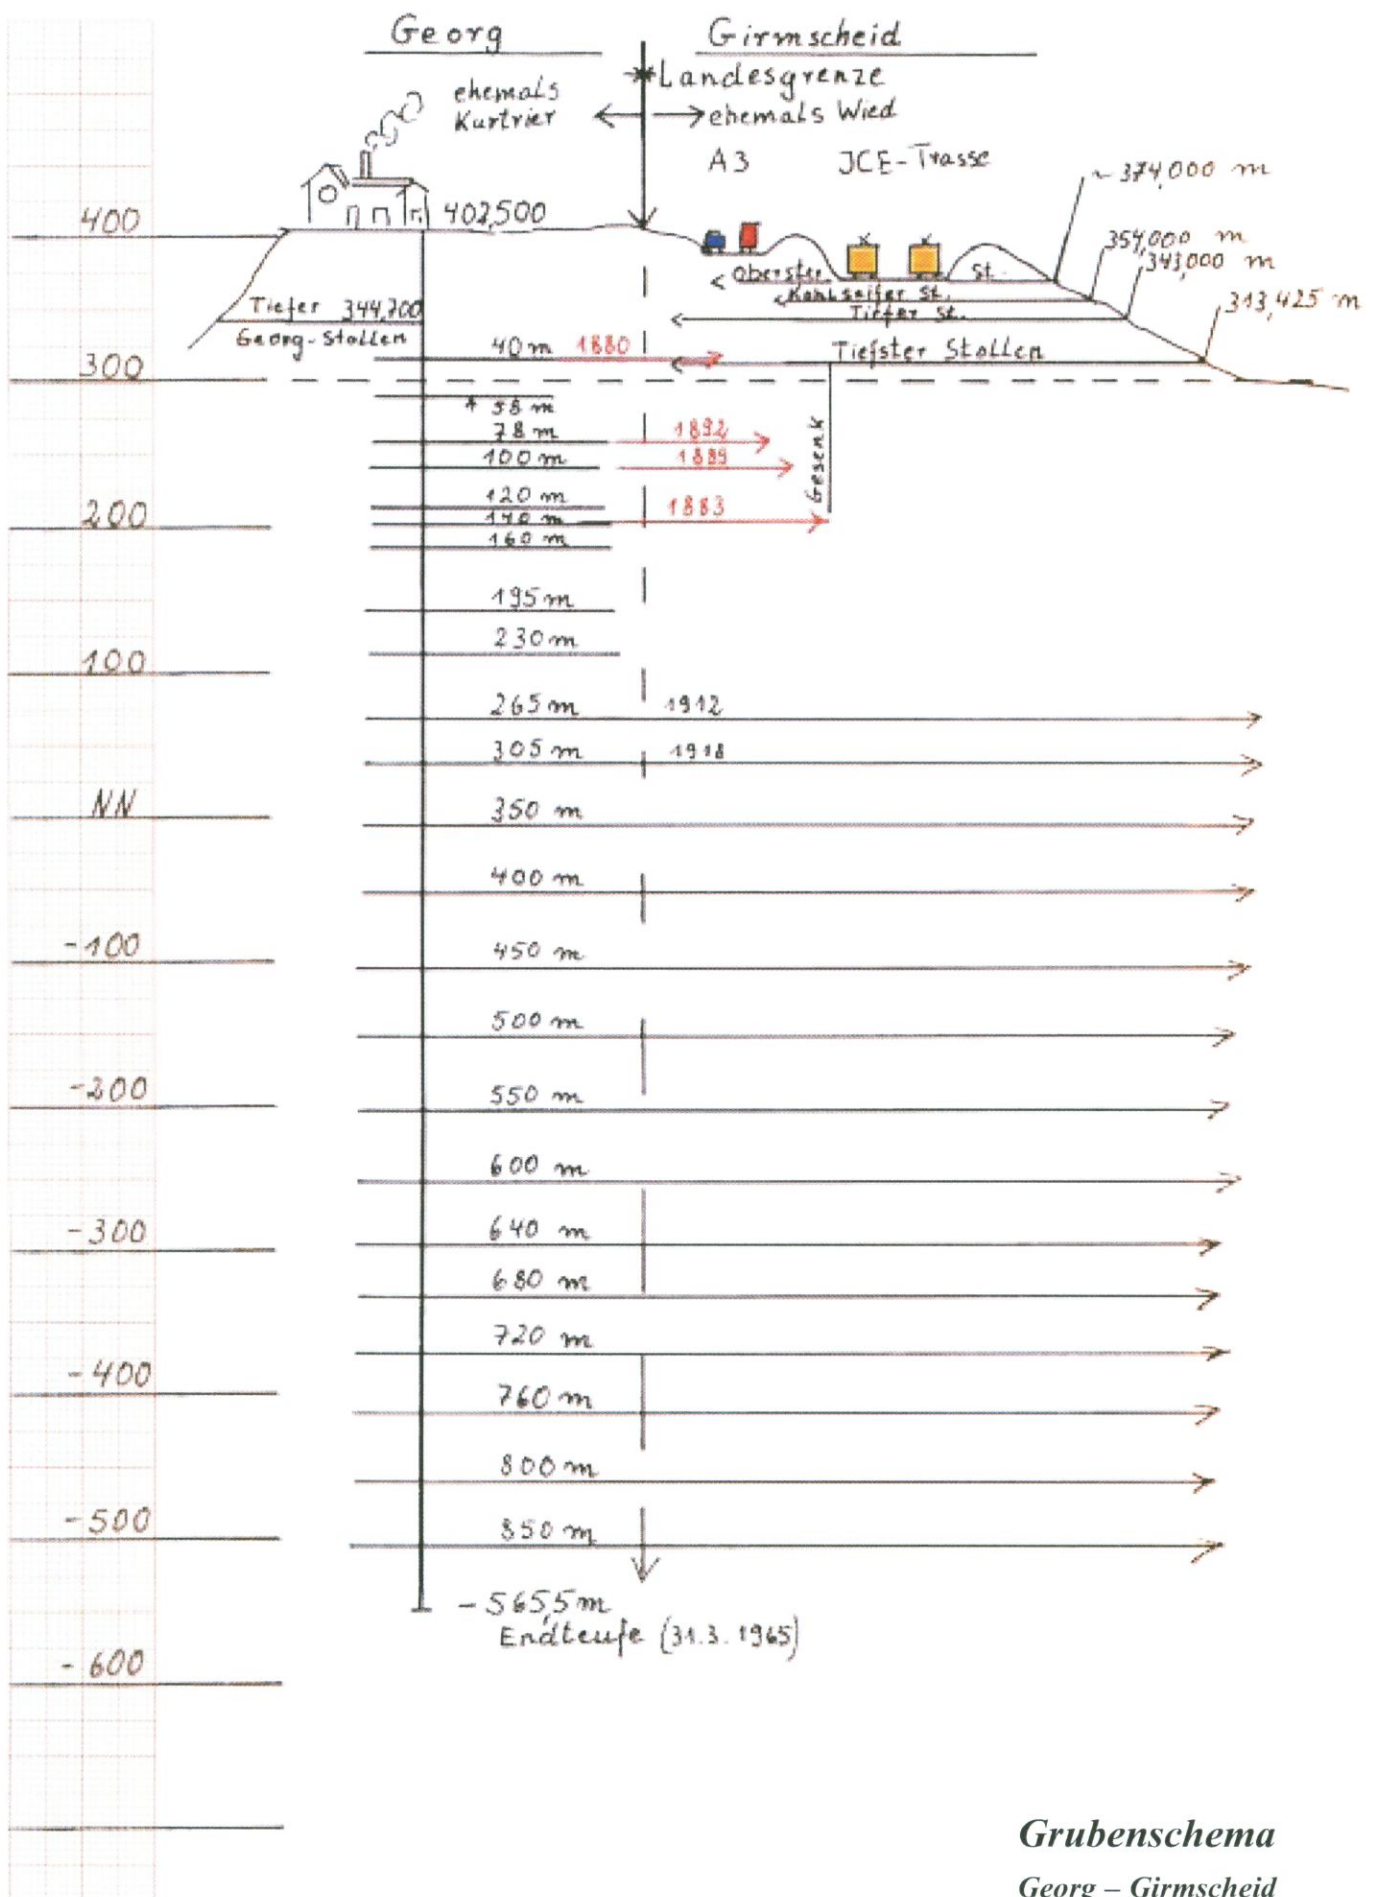 Georg
Girmscheid
Landesgrenze
ehemals
Kurtrier
ehemals Wied
A3
JCE-Trasse
~ 374,000 m
400
402,500
354,000 m
343,000 m
Oberster St.
Kohlseifer St.
313,425 m
Tiefer 344,700
Tiefer St.
Georg-Stollen
40 m 1880
Tiefster Stollen
300
58 m
78 m 1892
100 m 1889
Gesenk
120 m
200
140 m 1883
160 m
195 m
230 m
100
265 m 1912
305 m 1918
NN
350 m
400 m
-100
450 m
500 m
-200
550 m
600 m
-300
640 m
680 m
720 m
-400
760 m
800 m
-500
850 m
-565,5 m
Endteufe (31.3.1965)
-600
Grubenschema
Georg – Girmscheid